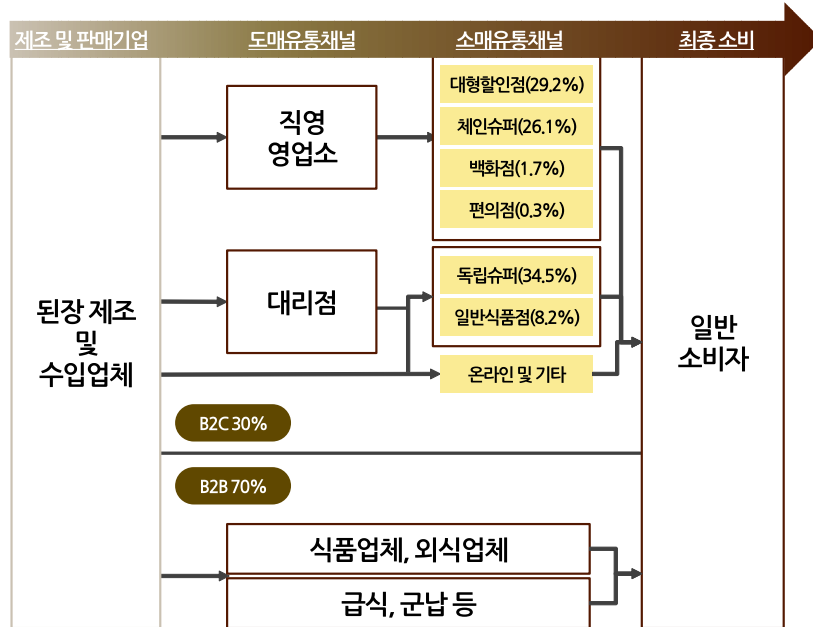 제조 및 판매기업
도매유통채널
소매유통채널
최종 소비
직영
영업소
대형할인점(29.2%)
체인슈퍼(26.1%)
백화점(1.7%)
편의점(0.3%)
된장 제조
및
수입업체
대리점
독립슈퍼(34.5%)
일반식품점(8.2%)
온라인 및 기타
일반
소비자
B2C 30%
B2B 70%
식품업체, 외식업체
급식, 군납 등